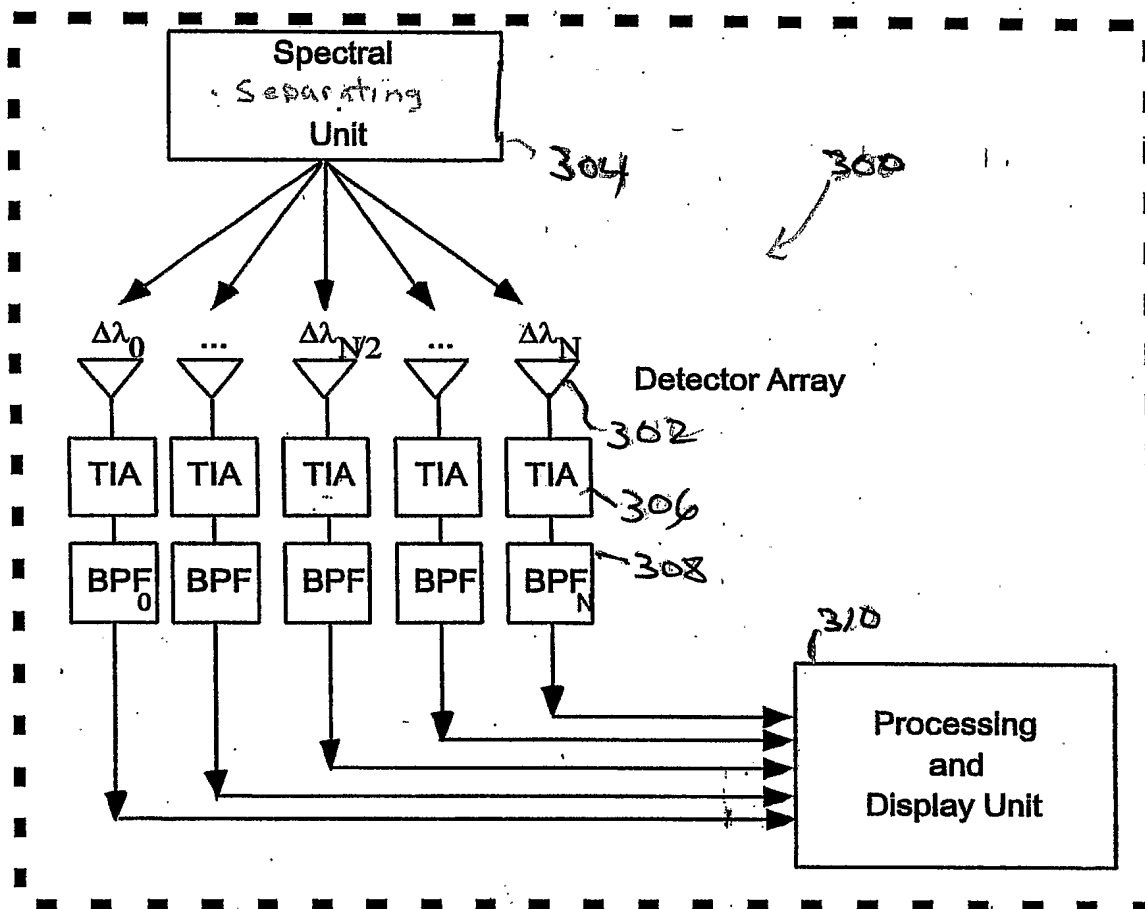 Spectral
Separating
Unit
304
300
Δλ0 ... ΔλN/2 ... ΔλN
Detector Array
302
TIA TIA TIA TIA TIA
306
BPF0 BPF BPF BPF BPFN
308
310
Processing
and
Display Unit